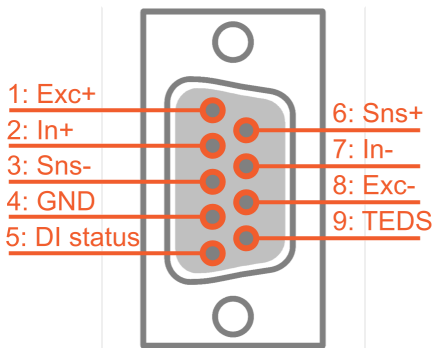 1: Exc+
2: In+
3: Sns-
4: GND
5: DI status
6: Sns+
7: In-
8: Exc-
9: TEDS